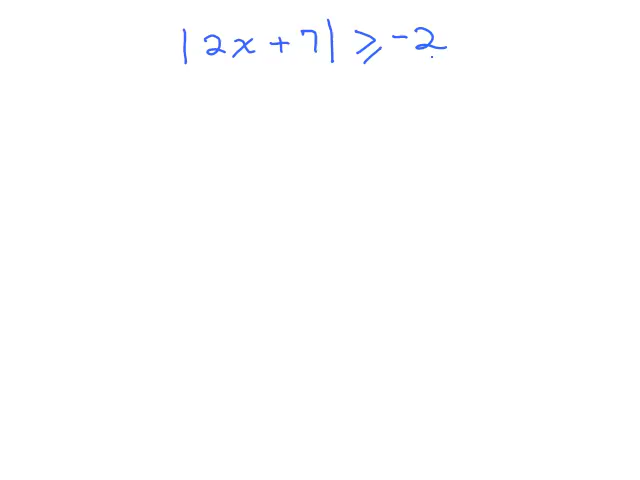 |2x + 7| ⩾ -2